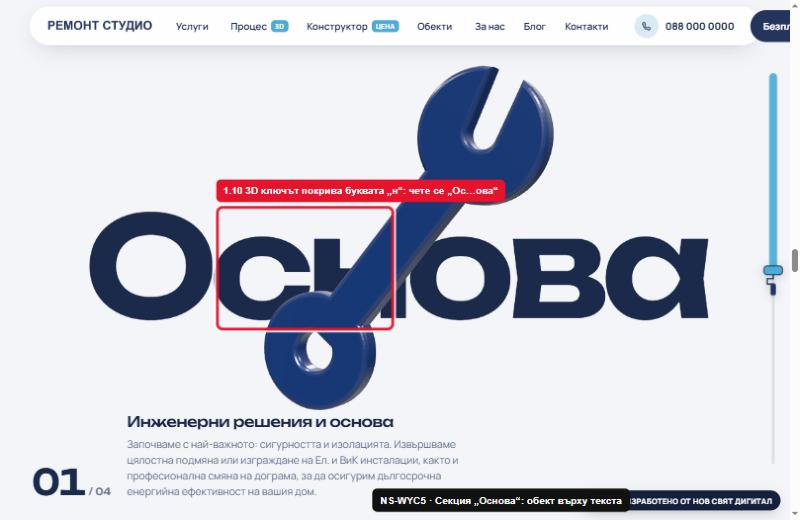 РЕМОНТ СТУДИО Услуги Процес 3D Конструктор ЦЕНА Обекти За нас Блог Контакти 088 000 0000 Безпл
1.10 3D ключът покрива буквата „н“: чете се „Ос...ова“
Основа
Инженерни решения и основа
Започваме с най-важното: сигурността и изолацията. Извършваме
цялостна подмяна или изграждане на Ел. и ВиК инсталации, както и
професионална смяна на дограма, за да осигурим дългосрочна
енергийна ефективност на вашия дом.
01 / 04
NS-WYC5 · Секция „Основа“: обект върху текста
ИЗРАБОТЕНО ОТ НОВ СВЯТ ДИГИТАЛ